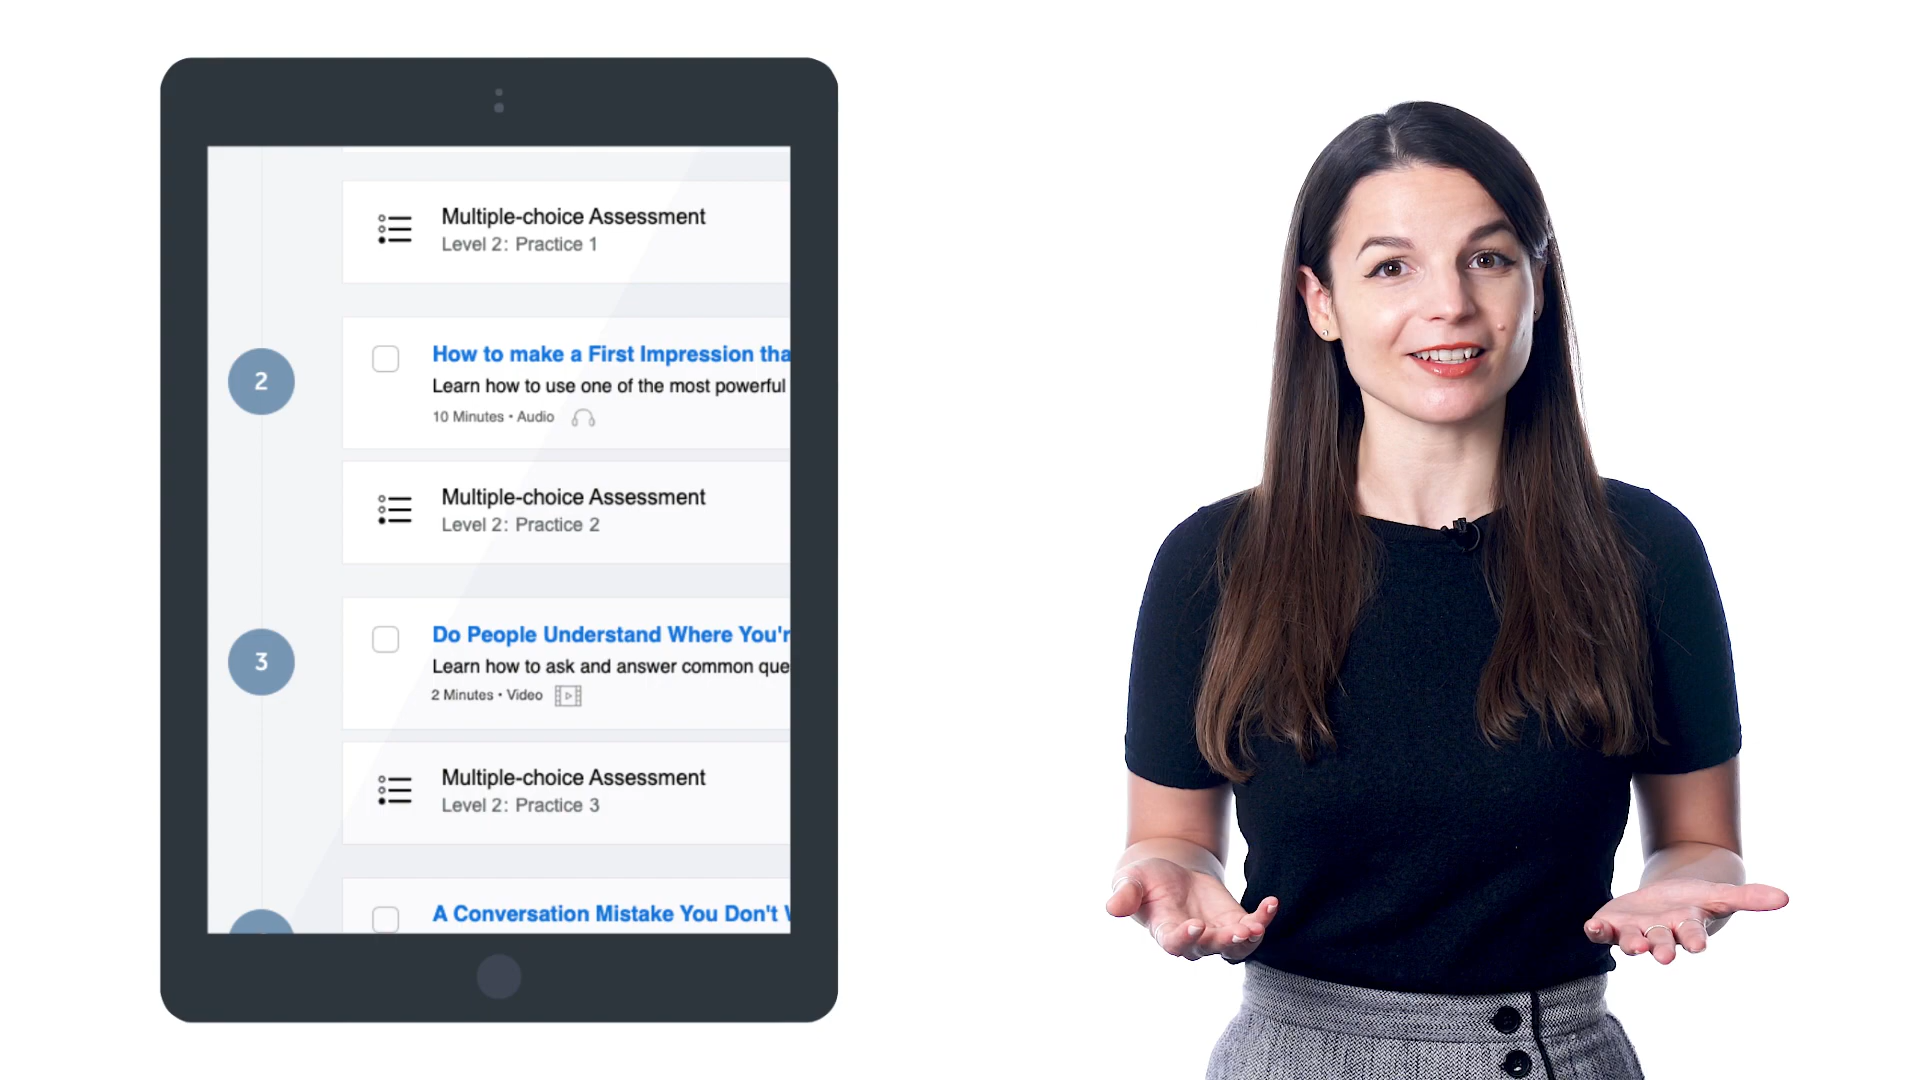 Multiple-choice Assessment
Level 2: Practice 1
2
How to make a First Impression tha
Learn how to use one of the most powerful
10 Minutes • Audio
Multiple-choice Assessment
Level 2: Practice 2
3
Do People Understand Where You'r
Learn how to ask and answer common que
2 Minutes • Video
Multiple-choice Assessment
Level 2: Practice 3
A Conversation Mistake You Don't